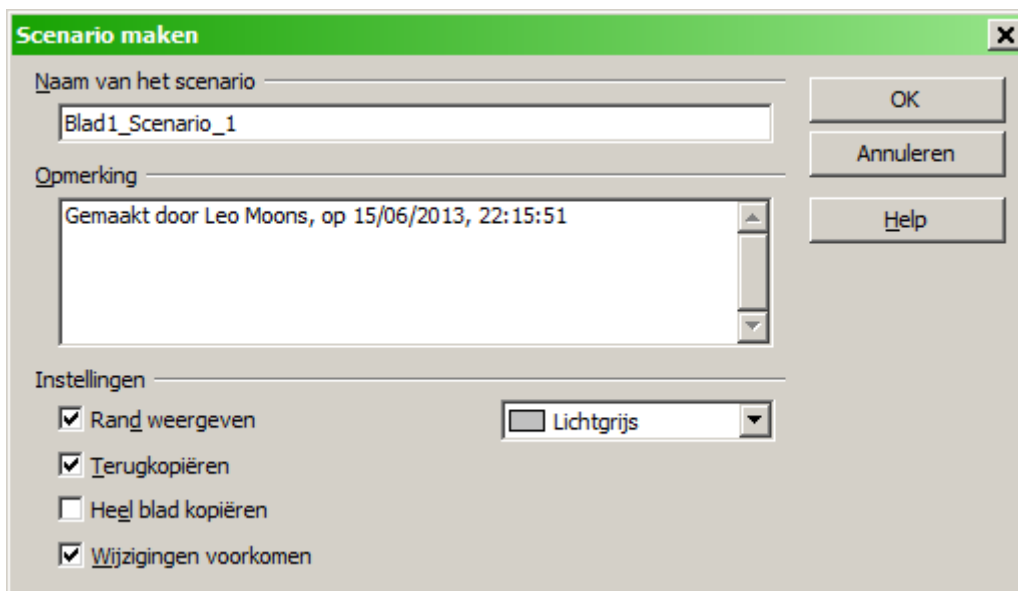 Scenario maken
Naam van het scenario
Blad1_Scenario_1
OK
Annuleren
Opmerking
Gemaakt door Leo Moons, op 15/06/2013, 22:15:51
Help
Instellingen
Rand weergeven
Lichtgrijs
Terugkopiëren
Heel blad kopiëren
Wijzigingen voorkomen